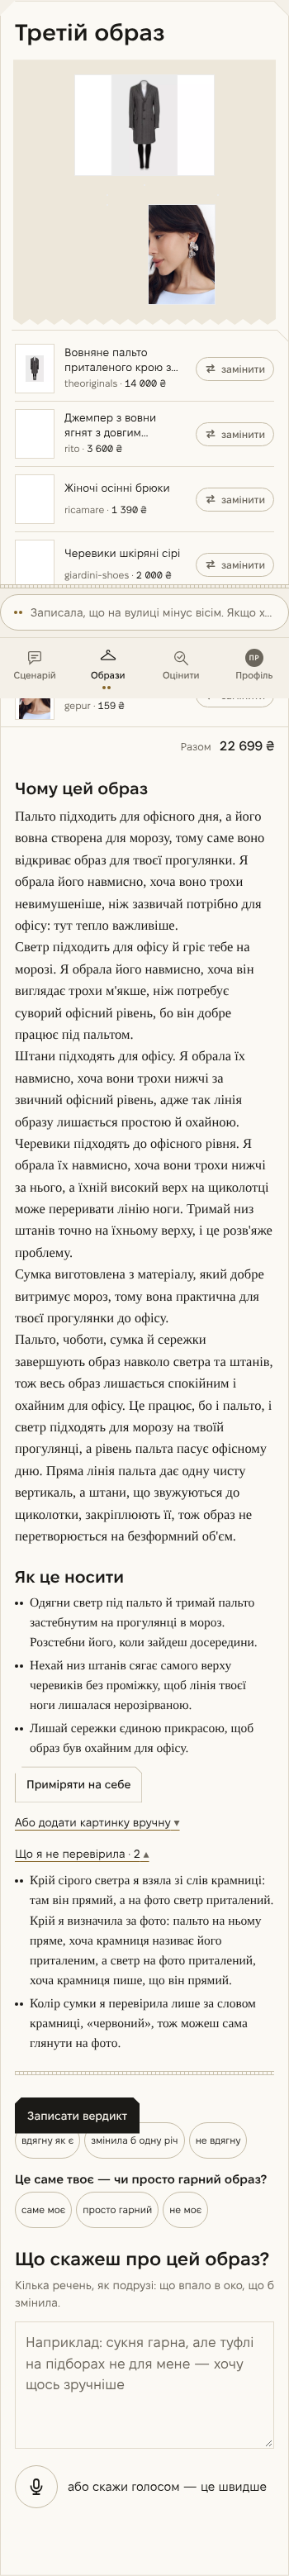 Третій образ
Вовняне пальто
приталеного крою з...
theoriginals · 14 000 ₴
замінити
Джемпер з вовни
ягнят з довгим...
rito · 3 600 ₴
замінити
Жіночі осінні брюки
ricamare · 1 390 ₴
замінити
Черевики шкіряні сірі
giardini-shoes · 2 000 ₴
замінити
Записала, що на вулиці мінус вісім. Якщо х...
Сценарій
Образи
Оцінити
ПР
Профіль
gepur · 159 ₴
Разом 22 699 ₴
Чому цей образ
Пальто підходить для офісного дня, а його
вовна створена для морозу, тому саме воно
відкриває образ для твоєї прогулянки. Я
обрала його навмисно, хоча воно трохи
невимушеніше, ніж зазвичай потрібно для
офісу: тут тепло важливіше.
Светр підходить для офісу й гріє тебе на
морозі. Я обрала його навмисно, хоча він
виглядає трохи м'якше, ніж потребує
суворий офісний рівень, бо він добре
працює під пальтом.
Штани підходять для офісу. Я обрала їх
навмисно, хоча вони трохи нижчі за
звичний офісний рівень, адже так лінія
образу лишається простою й охайною.
Черевики підходять до офісного рівня. Я
обрала їх навмисно, хоча вони трохи нижчі
за нього, а їхній високий верх на щиколотці
може переривати лінію ноги. Тримай низ
штанів точно на їхньому верху, і це розв'яже
проблему.
Сумка виготовлена з матеріалу, який добре
витримує мороз, тому вона практична для
твоєї прогулянки до офісу.
Пальто, чоботи, сумка й сережки
завершують образ навколо светра та штанів,
тож весь образ лишається спокійним і
охайним для офісу. Це працює, бо і пальто, і
светр підходять для морозу на твоїй
прогулянці, а рівень пальта пасує офісному
дню. Пряма лінія пальта дає одну чисту
вертикаль, а штани, що звужуються до
щиколотки, закріплюють її, тож образ не
перетворюється на безформний об'єм.
Як це носити
Одягни светр під пальто й тримай пальто
застебнутим на прогулянці в мороз.
Розстебни його, коли зайдеш досередини.
Нехай низ штанів сягає самого верху
черевиків без проміжку, щоб лінія твоєї
ноги лишалася нерозірваною.
Лишай сережки єдиною прикрасою, щоб
образ був охайним для офісу.
Приміряти на себе
Або додати картинку вручну ▾
Що я не перевірила · 2 ▴
Крій сірого светра я взяла зі слів крамниці:
там він прямий, а на фото светр приталений.
Крій я визначила за фото: пальто на ньому
пряме, хоча крамниця називає його
приталеним, а светр на фото приталений,
хоча крамниця пише, що він прямий.
Колір сумки я перевірила лише за словом
крамниці, «червоний», тож можеш сама
глянути на фото.
Записати вердикт
вдягну як є
змінила б одну річ
не вдягну
Це саме твоє — чи просто гарний образ?
саме моє
просто гарний
не моє
Що скажеш про цей образ?
Кілька речень, як подрузі: що впало в око, що б
змінила.
Наприклад: сукня гарна, але туфлі
на підборах не для мене — хочу
щось зручніше
або скажи голосом — це швидше